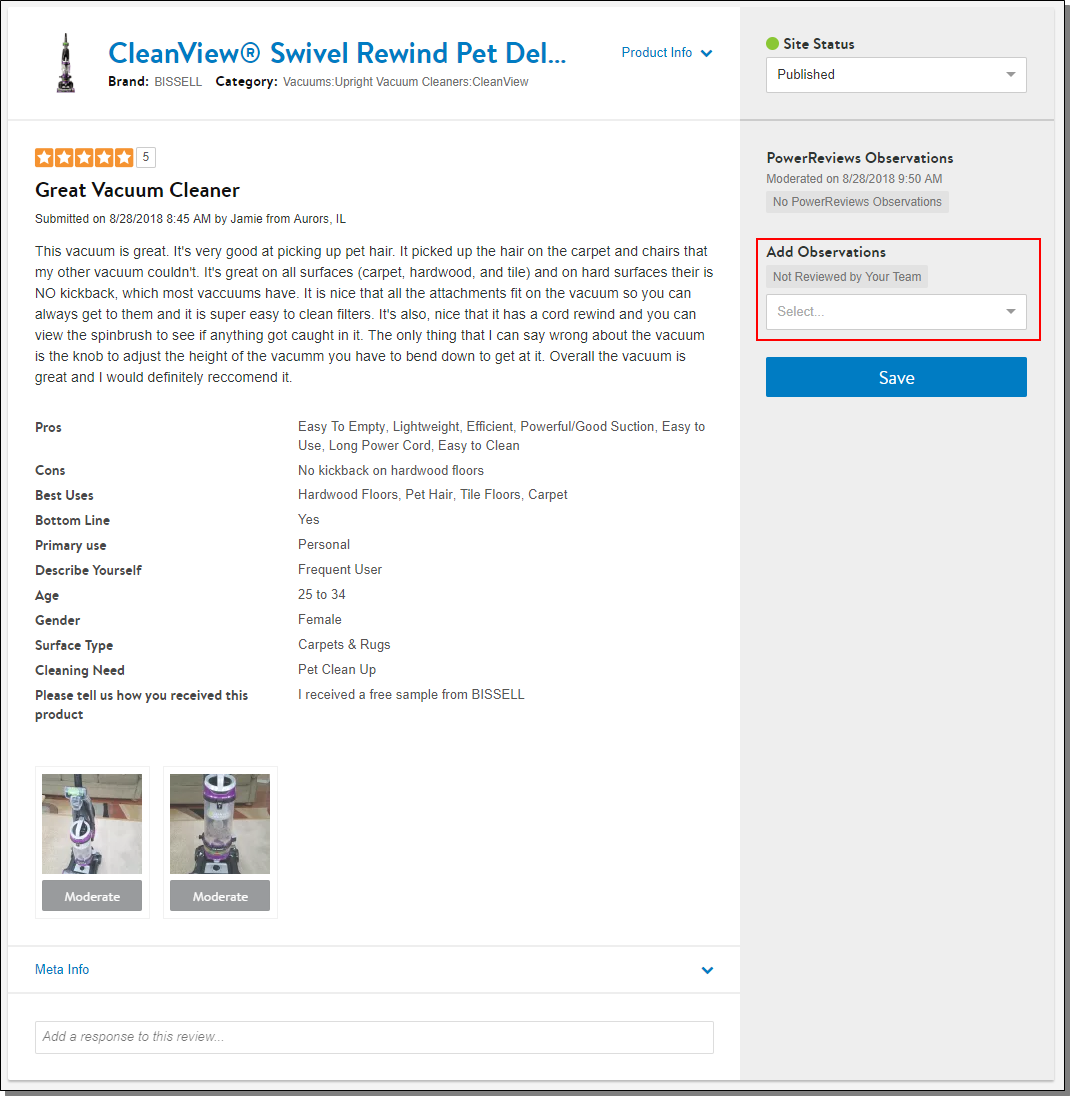 CleanView® Swivel Rewind Pet Del...
Product Info
Brand: BISSELL Category: Vacuums:Upright Vacuum Cleaners:CleanView
Site Status
Published
5
Great Vacuum Cleaner
Submitted on 8/28/2018 8:45 AM by Jamie from Aurors, IL
This vacuum is great. It's very good at picking up pet hair. It picked up the hair on the carpet and chairs that
my other vacuum couldn't. It's great on all surfaces (carpet, hardwood, and tile) and on hard surfaces their is
NO kickback, which most vaccuums have. It is nice that all the attachments fit on the vacuum so you can
always get to them and it is super easy to clean filters. It's also, nice that it has a cord rewind and you can
view the spinbrush to see if anything got caught in it. The only thing that I can say wrong about the vacuum
is the knob to adjust the height of the vacumm you have to bend down to get at it. Overall the vacuum is
great and I would definitely reccomend it.
Pros Easy To Empty, Lightweight, Efficient, Powerful/Good Suction, Easy to
Use, Long Power Cord, Easy to Clean
Cons No kickback on hardwood floors
Best Uses Hardwood Floors, Pet Hair, Tile Floors, Carpet
Bottom Line Yes
Primary use Personal
Describe Yourself Frequent User
Age 25 to 34
Gender Female
Surface Type Carpets & Rugs
Cleaning Need Pet Clean Up
Please tell us how you received this I received a free sample from BISSELL
product
Moderate Moderate
Meta Info
Add a response to this review...
PowerReviews Observations
Moderated on 8/28/2018 9:50 AM
No PowerReviews Observations
Add Observations
Not Reviewed by Your Team
Select...
Save